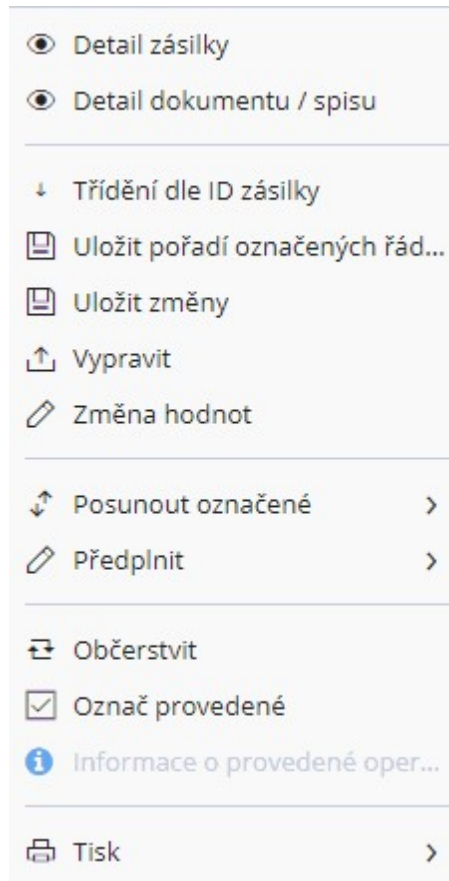 Detail zásilky
Detail dokumentu / spisu
Třídění dle ID zásilky
Uložit pořadí označených řád...
Uložit změny
Vypravit
Změna hodnot
Posunout označené
Předplnit
Občerstvit
Označ provedené
Informace o provedené oper...
Tisk